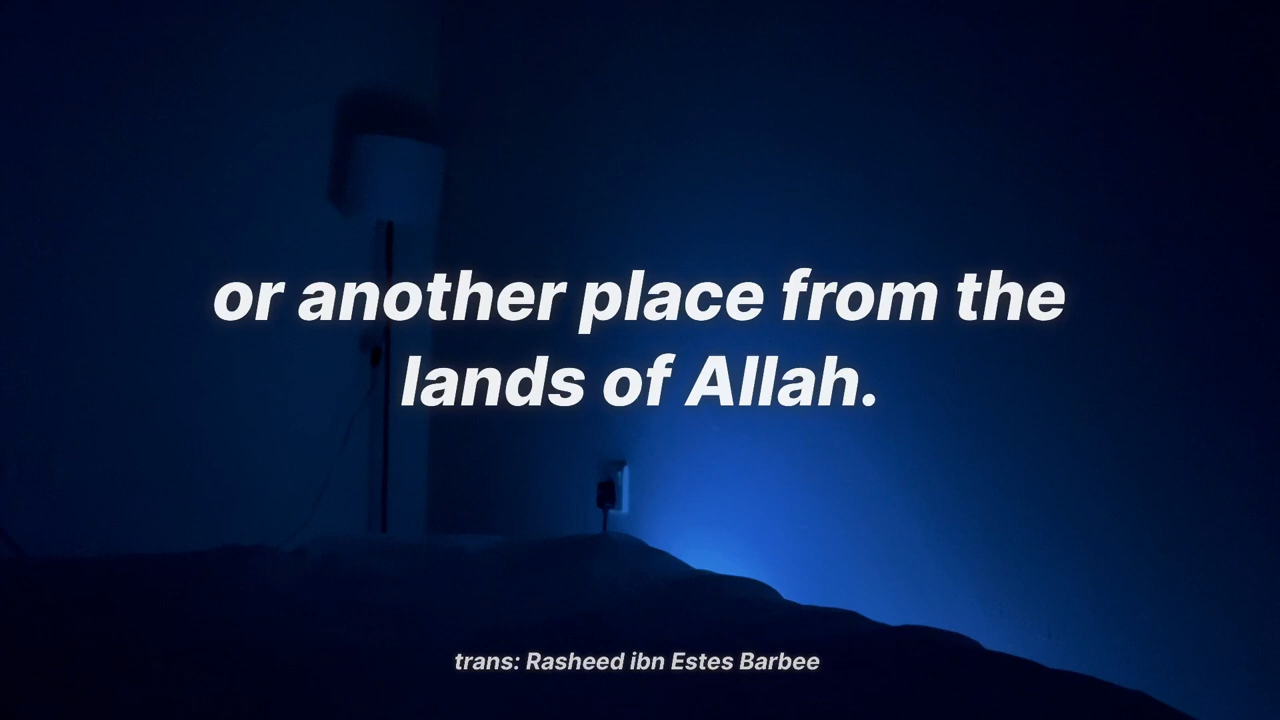 or another place from the
lands of Allah.
trans: Rasheed ibn Estes Barbee